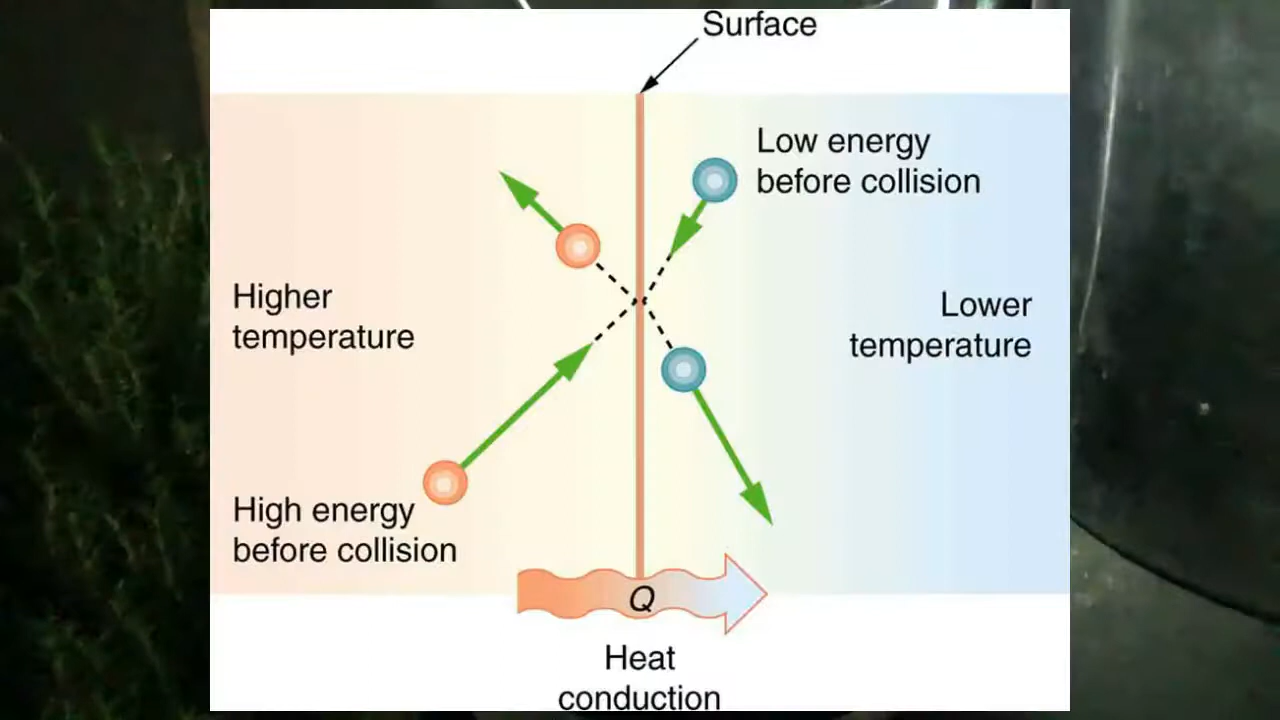 Surface
Low energy
before collision
Higher
temperature
Lower
temperature
High energy
before collision
Q
Heat
conduction